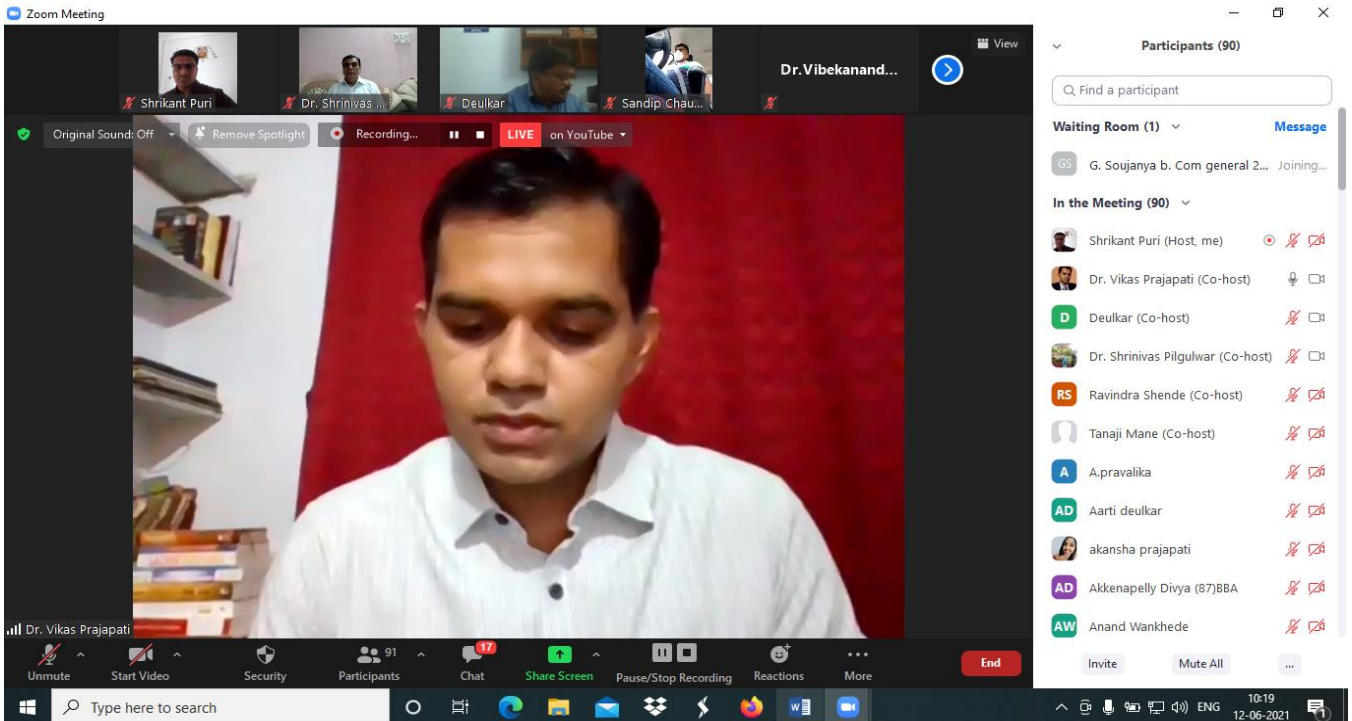 Zoom Meeting
Shrikant Puri
Dr. Shrinivas ...
Deulkar
Sandip Chau...
Dr.Vibekanand...
View
Original Sound: Off
Remove Spotlight
Recording...
LIVE
on YouTube
Dr. Vikas Prajapati
Unmute
Start Video
Security
91
Participants
17
Chat
Share Screen
Pause/Stop Recording
Reactions
More
End
Participants (90)
Find a participant
Waiting Room (1)
Message
GS
G. Soujanya b. Com general 2...
Joining...
In the Meeting (90)
Shrikant Puri (Host, me)
Dr. Vikas Prajapati (Co-host)
D
Deulkar (Co-host)
Dr. Shrinivas Pilgulwar (Co-host)
RS
Ravindra Shende (Co-host)
Tanaji Mane (Co-host)
A
A.pravalika
AD
Aarti deulkar
akansha prajapati
AD
Akkenapelly Divya (87)BBA
AW
Anand Wankhede
Invite
Mute All
...
Type here to search
W
ENG
10:19
12-06-2021
1